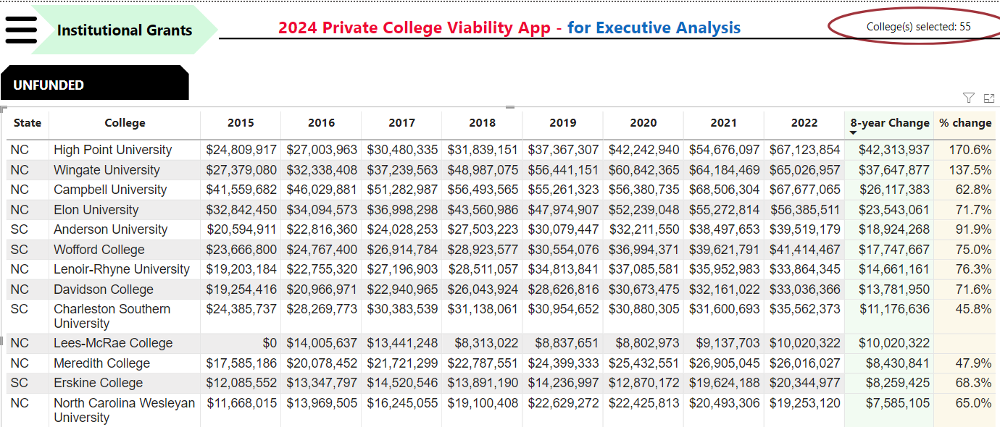 Institutional Grants
2024 Private College Viability App - for Executive Analysis
College(s) selected: 55
UNFUNDED
State College 2015 2016 2017 2018 2019 2020 2021 2022 8-year Change % change
NC High Point University $24,809,917 $27,003,963 $30,480,335 $31,839,151 $37,367,307 $42,242,940 $54,676,097 $67,123,854 $42,313,937 170.6%
NC Wingate University $27,379,080 $32,338,408 $37,239,563 $48,987,075 $56,441,151 $60,842,365 $64,184,469 $65,026,957 $37,647,877 137.5%
NC Campbell University $41,559,682 $46,029,881 $51,282,987 $56,493,565 $55,261,323 $56,380,735 $68,506,304 $67,677,065 $26,117,383 62.8%
NC Elon University $32,842,450 $34,094,573 $36,998,298 $43,560,986 $47,974,907 $52,239,048 $55,272,814 $56,385,511 $23,543,061 71.7%
SC Anderson University $20,594,911 $22,816,360 $24,028,253 $27,503,223 $30,079,447 $32,211,550 $38,497,653 $39,519,179 $18,924,268 91.9%
SC Wofford College $23,666,800 $24,767,400 $26,914,784 $28,923,577 $30,554,076 $36,994,371 $39,621,791 $41,414,467 $17,747,667 75.0%
NC Lenoir-Rhyne University $19,203,184 $22,755,320 $27,196,903 $28,511,057 $34,813,841 $37,085,581 $35,952,983 $33,864,345 $14,661,161 76.3%
NC Davidson College $19,254,416 $20,966,971 $22,940,965 $26,043,924 $28,626,816 $30,673,475 $32,161,022 $33,036,366 $13,781,950 71.6%
SC Charleston Southern $24,385,737 $28,269,773 $30,383,539 $31,138,061 $30,954,652 $30,880,305 $31,600,693 $35,562,373 $11,176,636 45.8%
University
NC Lees-McRae College $0 $14,005,637 $13,441,248 $8,313,022 $8,837,651 $8,802,973 $9,137,703 $10,020,322 $10,020,322
NC Meredith College $17,585,186 $20,078,452 $21,721,299 $22,787,551 $24,399,333 $25,432,551 $26,905,045 $26,016,027 $8,430,841 47.9%
SC Erskine College $12,085,552 $13,347,797 $14,520,546 $13,891,190 $14,236,997 $12,870,172 $19,624,188 $20,344,977 $8,259,425 68.3%
NC North Carolina Wesleyan $11,668,015 $13,969,505 $16,245,055 $19,100,408 $22,629,272 $22,425,813 $20,493,306 $19,253,120 $7,585,105 65.0%
University